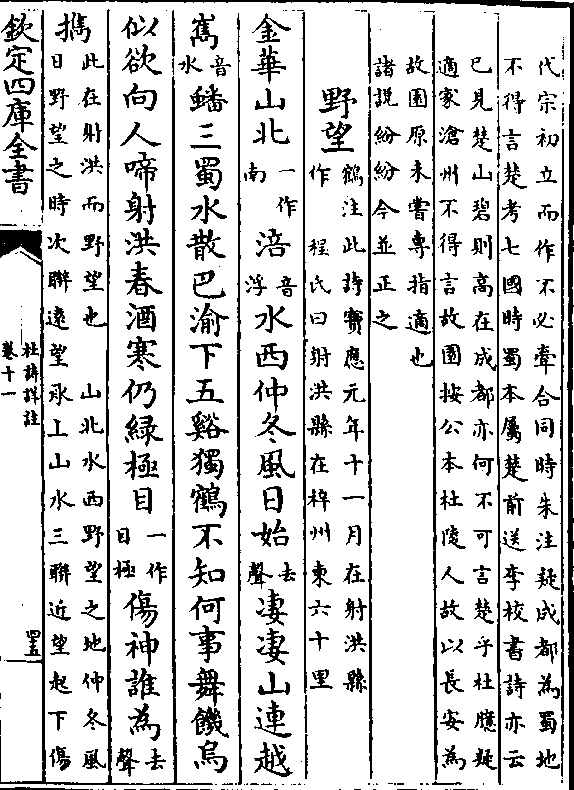 代宗初立而作不必牽合同時朱注疑成都為蜀地
不得言楚考七國時蜀本屬楚前送李校書詩亦云
已見楚山碧則高在成都亦何不可言楚乎杜臆疑
適家滄州不得言故園按公本杜陵人故以長安為
故園原未嘗專指適也
諸說紛紛今並正之
野望
鶴注此詩寶應元年十一月在射洪縣
作 程氏曰射洪縣在梓州東六十里
金華山北一作南涪音浮水西仲冬風日始去聲凄凄山連越
嶲音水蟠三蜀水散巴渝下五谿獨鶴不知何事舞饑烏
似欲向人啼射洪春酒寒仍綠極目一作目極傷神誰為去聲
攜
此在射洪而野望也 山北水西野望之地仲冬風
日野望之時次聯遠望承上山水三聯近望起下傷
欽定四庫全書
杜詩詳註
卷十一